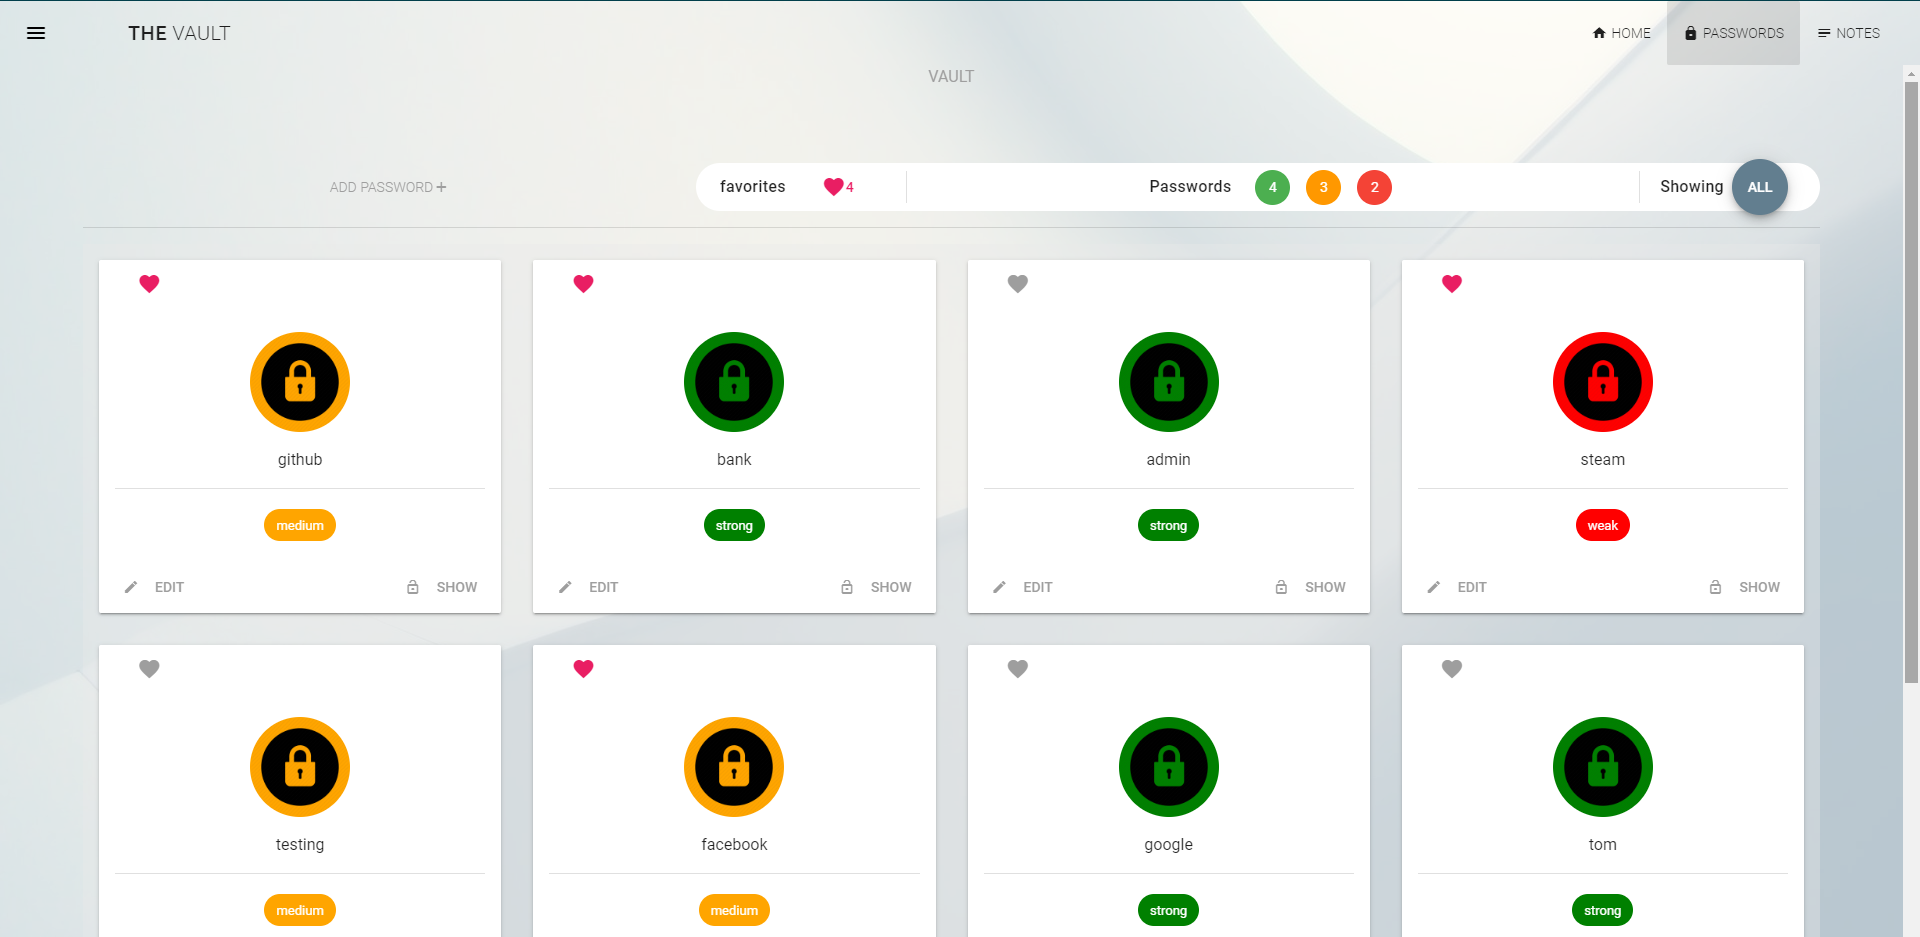 THE VAULT
HOME
PASSWORDS
NOTES
VAULT
ADD PASSWORD +
favorites 4
Passwords 4 3 2
Showing ALL
github
medium
EDIT SHOW
bank
strong
EDIT SHOW
admin
strong
EDIT SHOW
steam
weak
EDIT SHOW
testing
medium
facebook
medium
google
strong
tom
strong